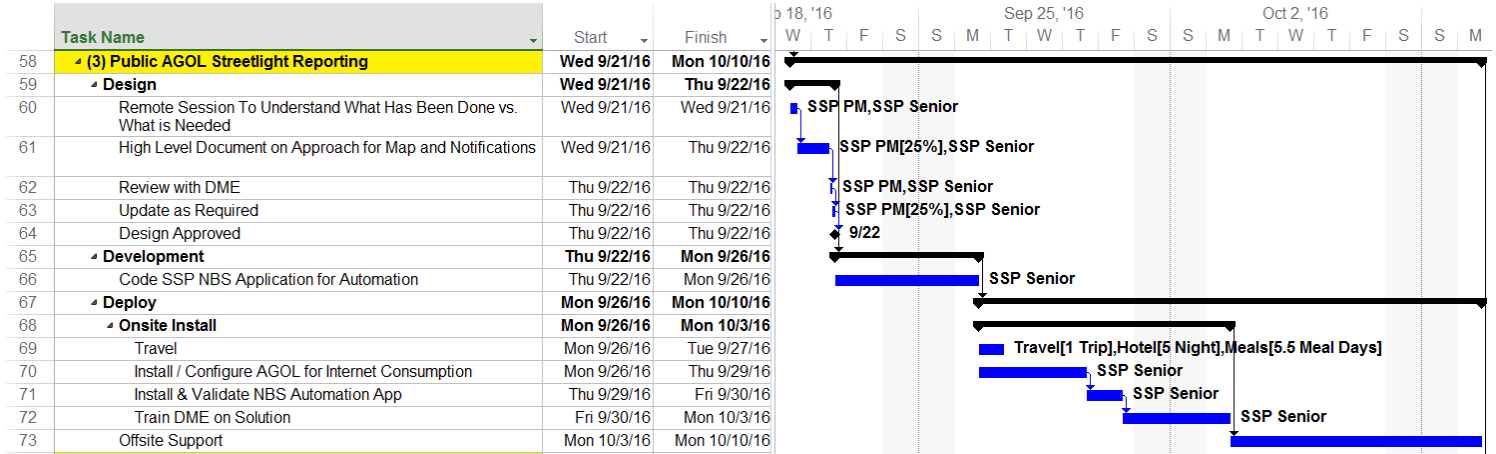 p 18, '16 Sep 25, '16 Oct 2, '16
Task Name Start Finish W T F S S M T W T F S S M T W T F S S M
58 (3) Public AGOL Streetlight Reporting Wed 9/21/16 Mon 10/10/16
59 Design Wed 9/21/16 Thu 9/22/16
60 Remote Session To Understand What Has Been Done vs. Wed 9/21/16 Wed 9/21/16 SSP PM,SSP Senior
What is Needed
61 High Level Document on Approach for Map and Notifications Wed 9/21/16 Thu 9/22/16 SSP PM[25%],SSP Senior
62 Review with DME Thu 9/22/16 Thu 9/22/16 SSP PM,SSP Senior
63 Update as Required Thu 9/22/16 Thu 9/22/16 SSP PM[25%],SSP Senior
64 Design Approved Thu 9/22/16 Thu 9/22/16 9/22
65 Development Thu 9/22/16 Mon 9/26/16
66 Code SSP NBS Application for Automation Thu 9/22/16 Mon 9/26/16 SSP Senior
67 Deploy Mon 9/26/16 Mon 10/10/16
68 Onsite Install Mon 9/26/16 Mon 10/3/16
69 Travel Mon 9/26/16 Tue 9/27/16 Travel[1 Trip],Hotel[5 Night],Meals[5.5 Meal Days]
70 Install / Configure AGOL for Internet Consumption Mon 9/26/16 Thu 9/29/16 SSP Senior
71 Install & Validate NBS Automation App Thu 9/29/16 Fri 9/30/16 SSP Senior
72 Train DME on Solution Fri 9/30/16 Mon 10/3/16 SSP Senior
73 Offsite Support Mon 10/3/16 Mon 10/10/16